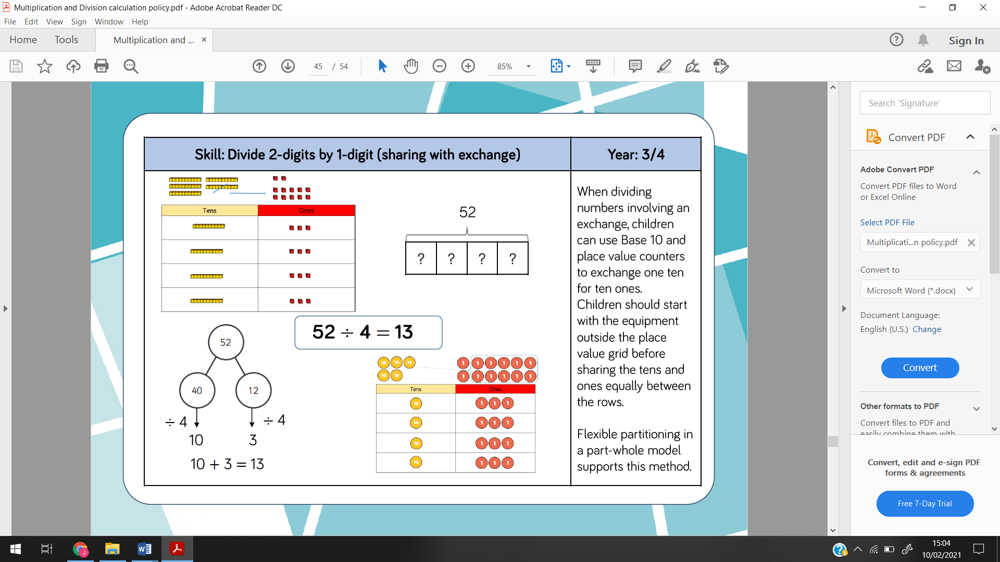 Multiplication and Division calculation policy.pdf - Adobe Acrobat Reader DC
File Edit View Sign Window Help
Home Tools Multiplication and ... × Sign In
45 / 54 85%
Skill: Divide 2-digits by 1-digit (sharing with exchange) Year: 3/4
Tens Ones
52
? ? ? ?
52 ÷ 4 = 13
52
40 12
÷ 4 ÷ 4
10 3
10 + 3 = 13
10 10 10 1 1 1 1 1 1
10 10 1 1 1 1 1 1
Tens Ones
10 1 1 1
10 1 1 1
10 1 1 1
10 1 1 1
When dividing
numbers involving an
exchange, children
can use Base 10 and
place value counters
to exchange one ten
for ten ones.
Children should start
with the equipment
outside the place
value grid before
sharing the tens and
ones equally between
the rows.
Flexible partitioning in
a part-whole model
supports this method.
Search 'Signature'
Convert PDF
Adobe Convert PDF
Convert PDF files to Word
or Excel Online
Select PDF File
Multiplicati...n policy.pdf
Convert to
Microsoft Word (*.docx)
Document Language:
English (U.S.) Change
Convert
Other formats to PDF
Convert files to PDF and
easily combine them with
Convert, edit and e-sign PDF
forms & agreements
Free 7-Day Trial
15:04
10/02/2021